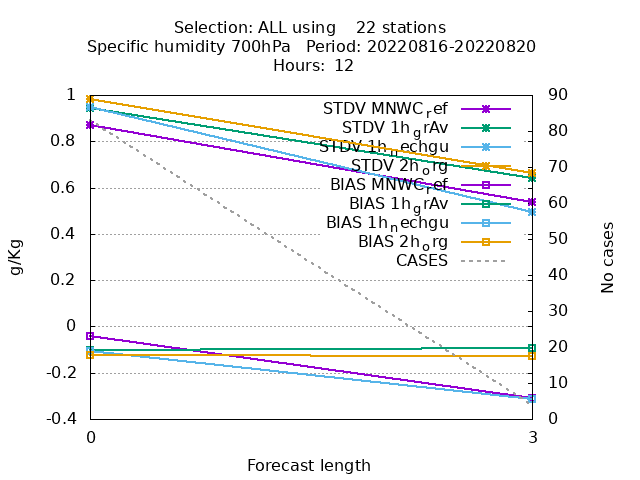 Selection: ALL using    22 stations
Specific humidity 700hPa   Period: 20220816-20220820
Hours:  12
1
0.8
0.6
0.4
0.2
0
-0.2
-0.4
g/Kg
STDV MNWC_ref
STDV 1h_grAv
STDV 1h_nechgu
STDV 2h_org
BIAS MNWC_ref
BIAS 1h_grAv
BIAS 1h_nechgu
BIAS 2h_org
CASES
90
80
70
60
50
40
30
20
10
0
No cases
0    3
Forecast length